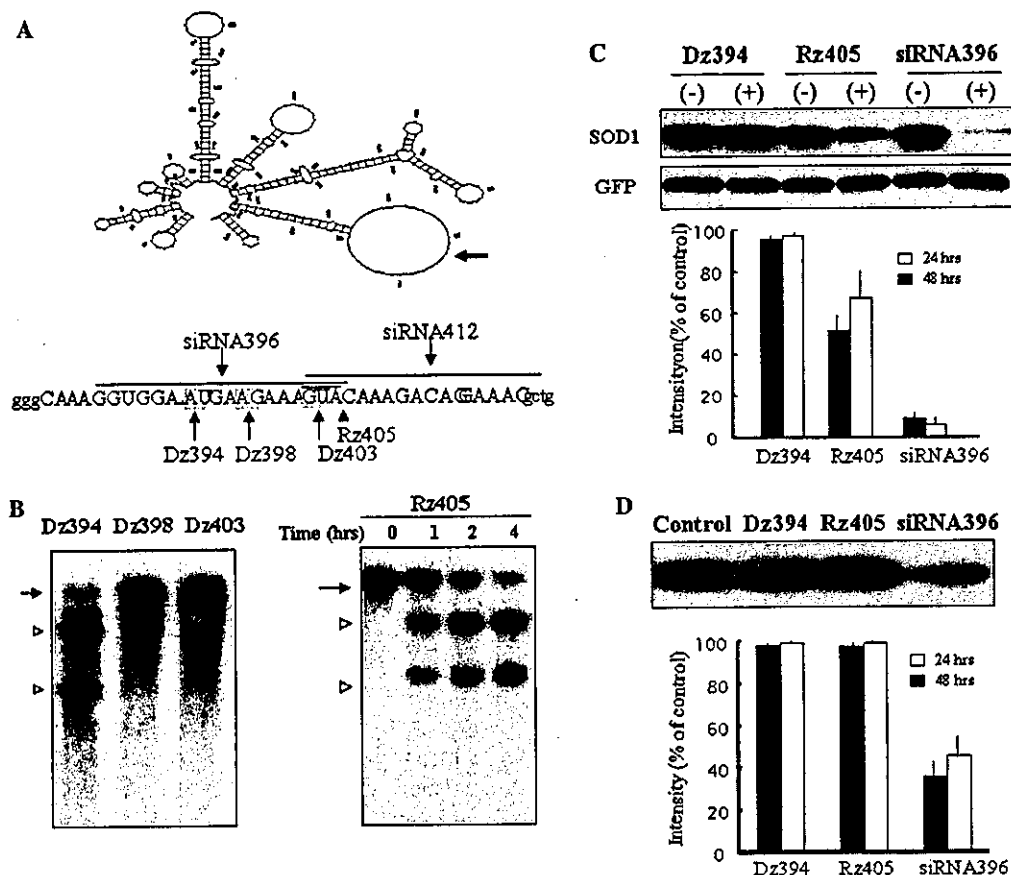 A
siRNA396
siRNA412
gggCAAAGGUGGAUAUGAAGAAAGUACAAAGACAGGAAACgctg
Rz405
Dz394 Dz398 Dz403
B
Dz394 Dz398 Dz403
Rz405
Time (hrs) 0 1 2 4
C
Dz394 Rz405 siRNA396
(-) (+) (-) (+) (-) (+)
SOD1
GFP
Intensityon(% of control)
100
80
60
40
20
0
24 hrs
48 hrs
Dz394 Rz405 siRNA396
D
Control Dz394 Rz405 siRNA396
Intensity (% of control)
100
80
60
40
20
0
24 hrs
48 hrs
Dz394 Rz405 siRNA396